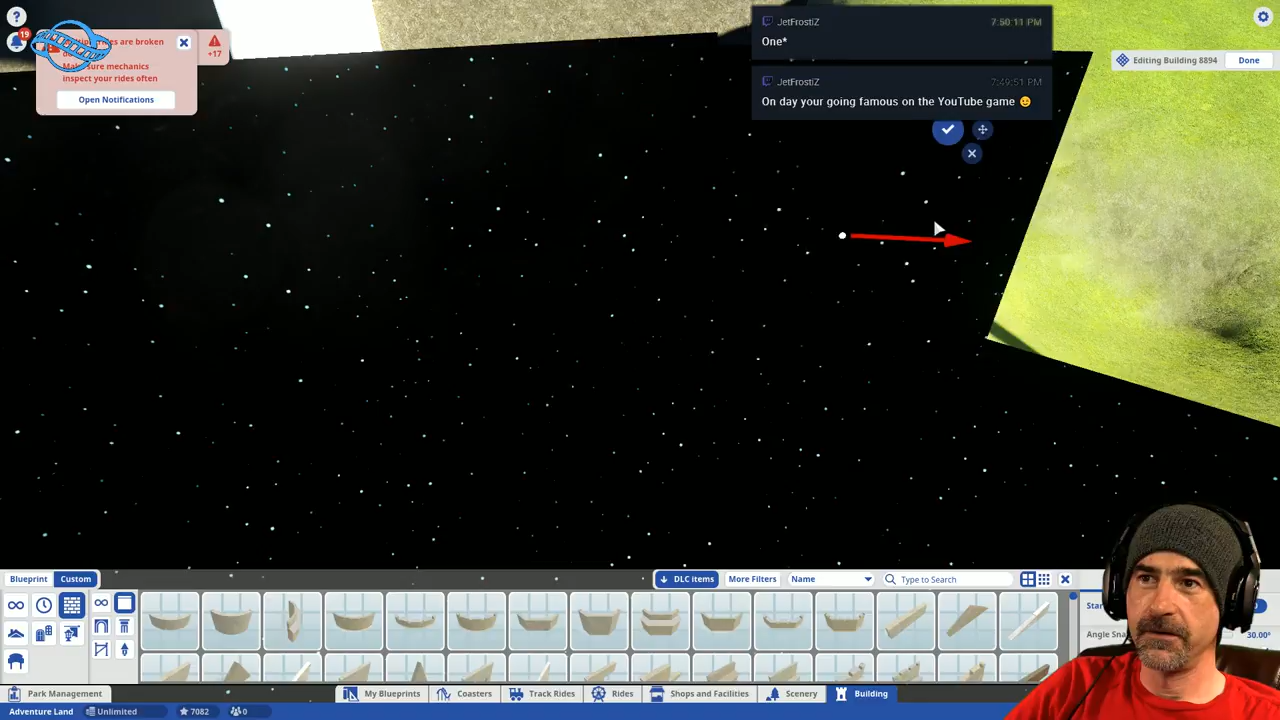 ?
19
rides are broken
Make sure mechanics
inspect your rides often
Open Notifications
+17
JetFrostiZ
7:50:11 PM
One*
JetFrostiZ
7:49:51 PM
On day your going famous on the YouTube game 😉
Editing Building 8894
Done
Blueprint
Custom
DLC items
More Filters
Name
Type to Search
Angle
30.00°
Park Management
My Blueprints
Coasters
Track Rides
Rides
Shops and Facilities
Scenery
Building
Adventure Land
Unlimited
7082
0